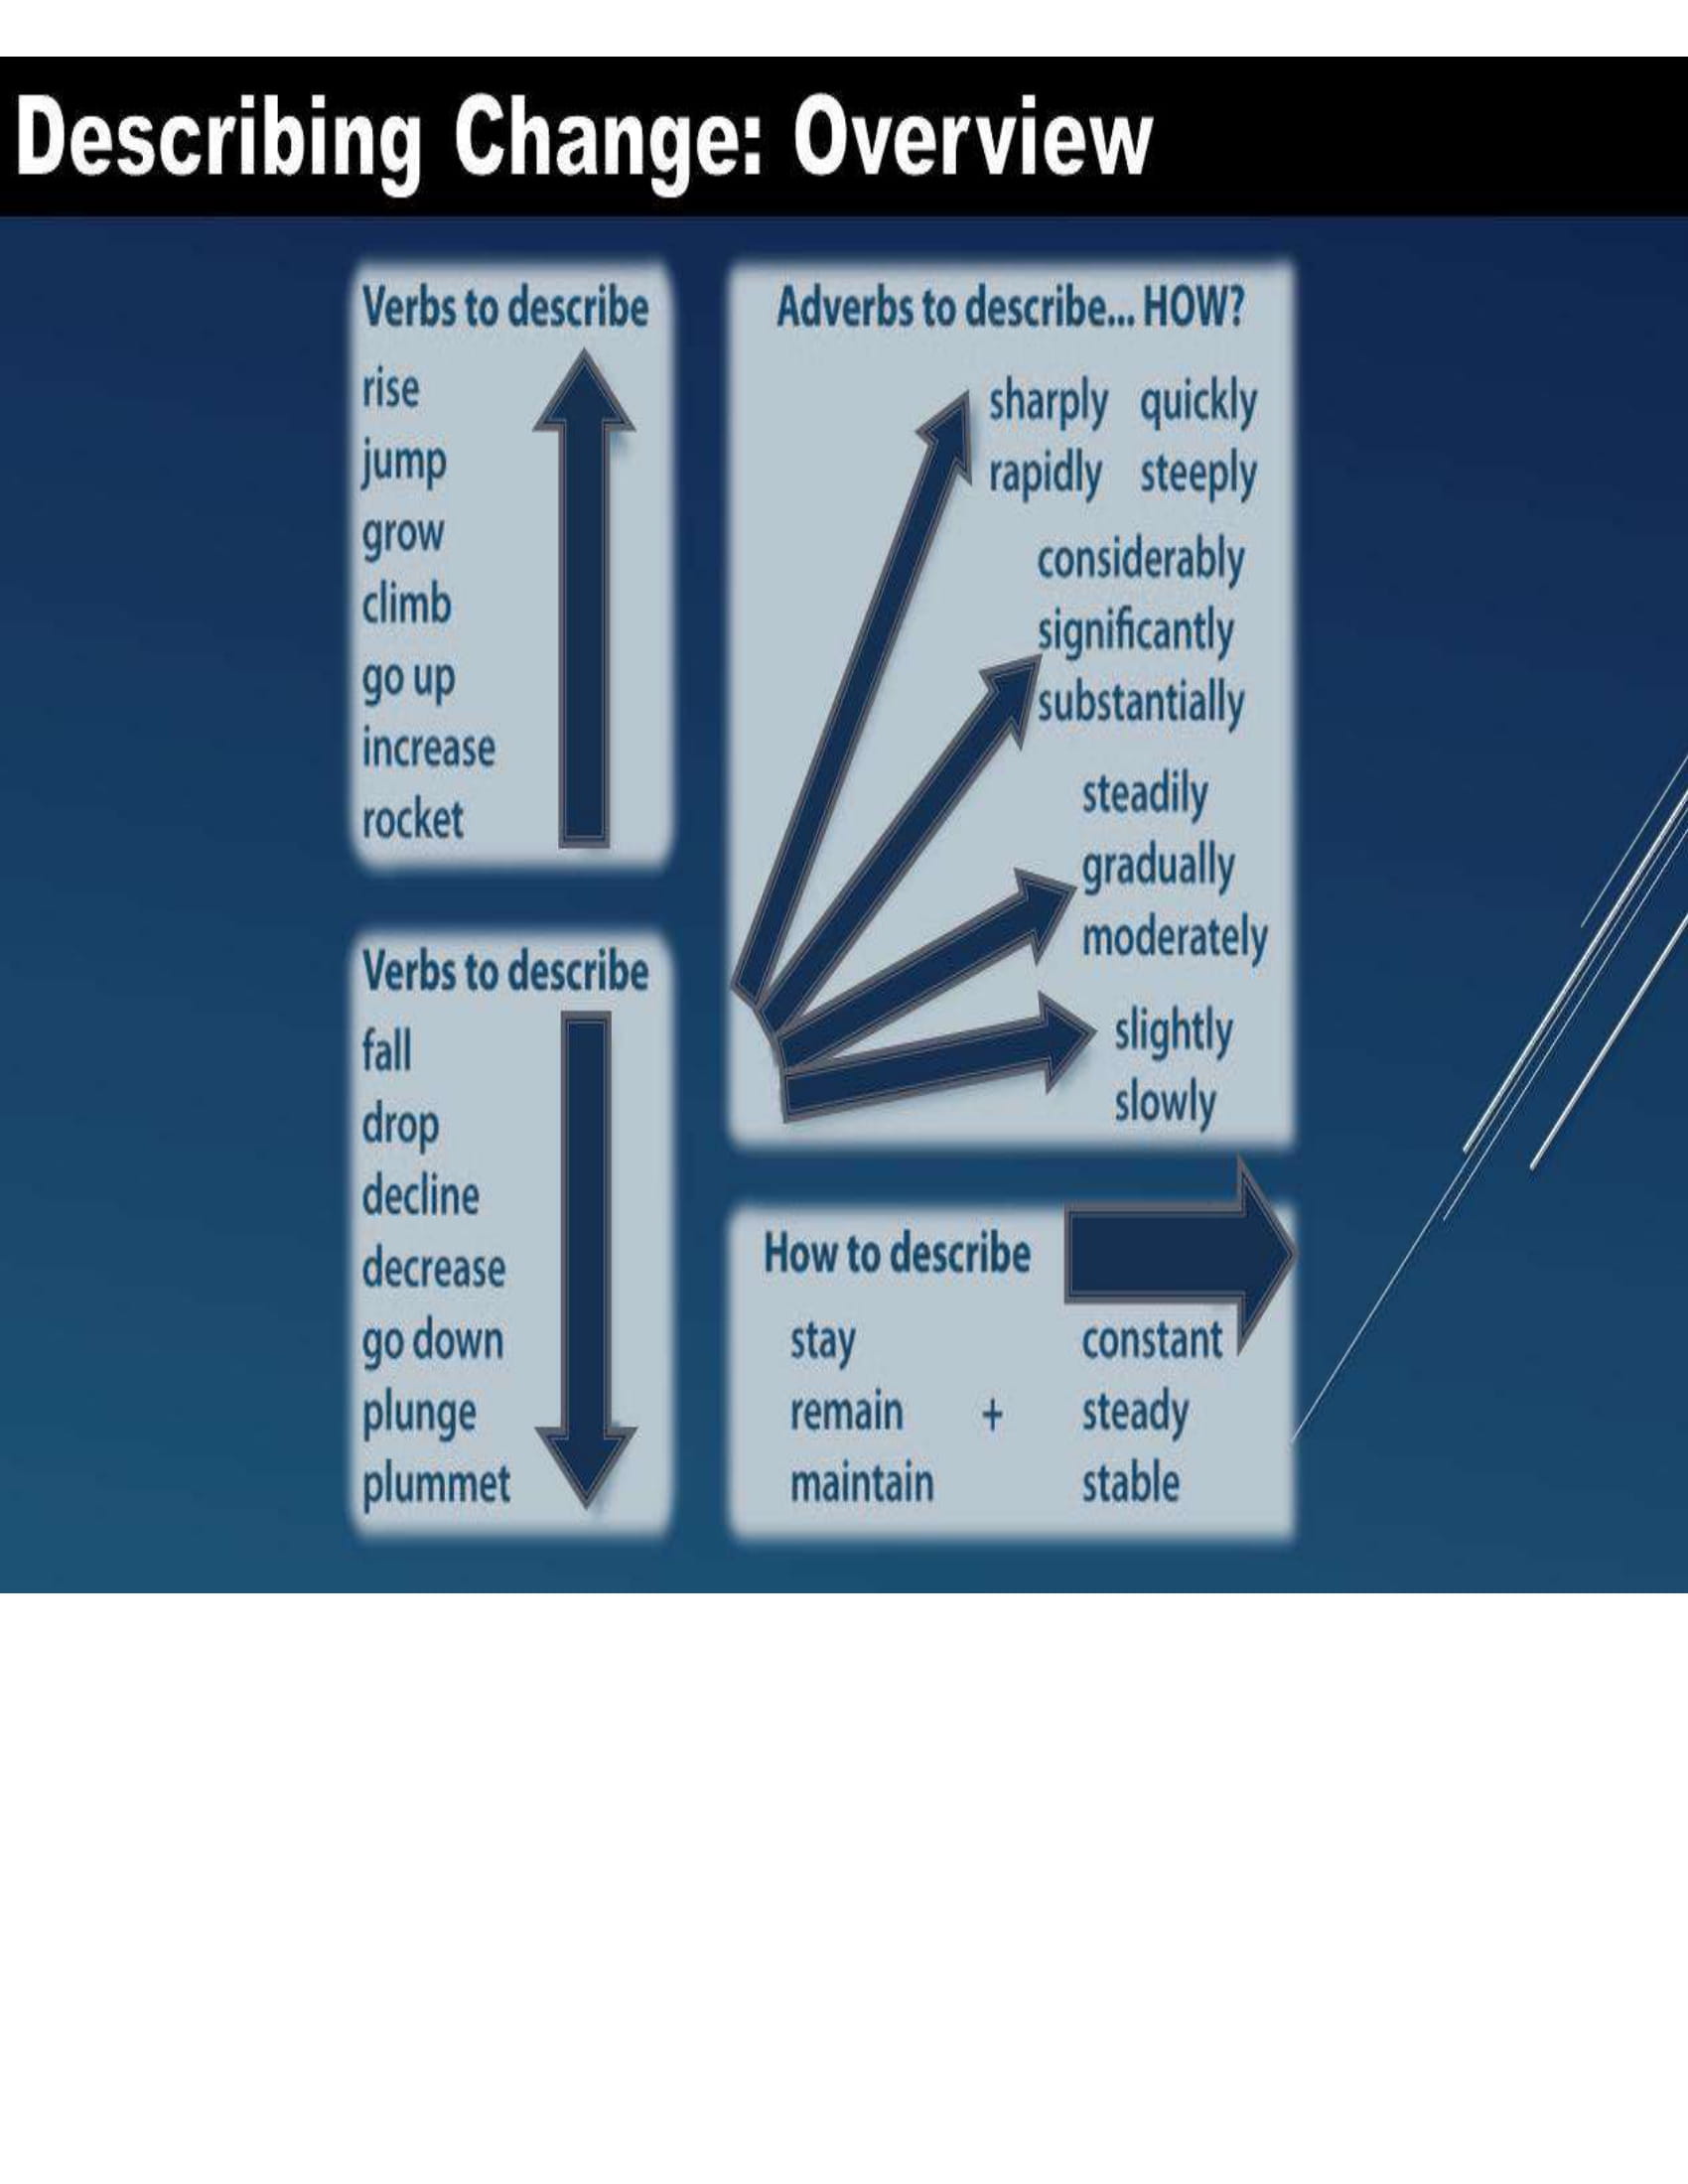 Describing Change: Overview
Verbs to describe
rise
jump
grow
climb
go up
increase
rocket
Verbs to describe
fall
drop
decline
decrease
go down
plunge
plummet
Adverbs to describe... HOW?
sharply quickly
rapidly steeply
considerably
significantly
substantially
steadily
gradually
moderately
slightly
slowly
How to describe
stay constant
remain + steady
maintain stable